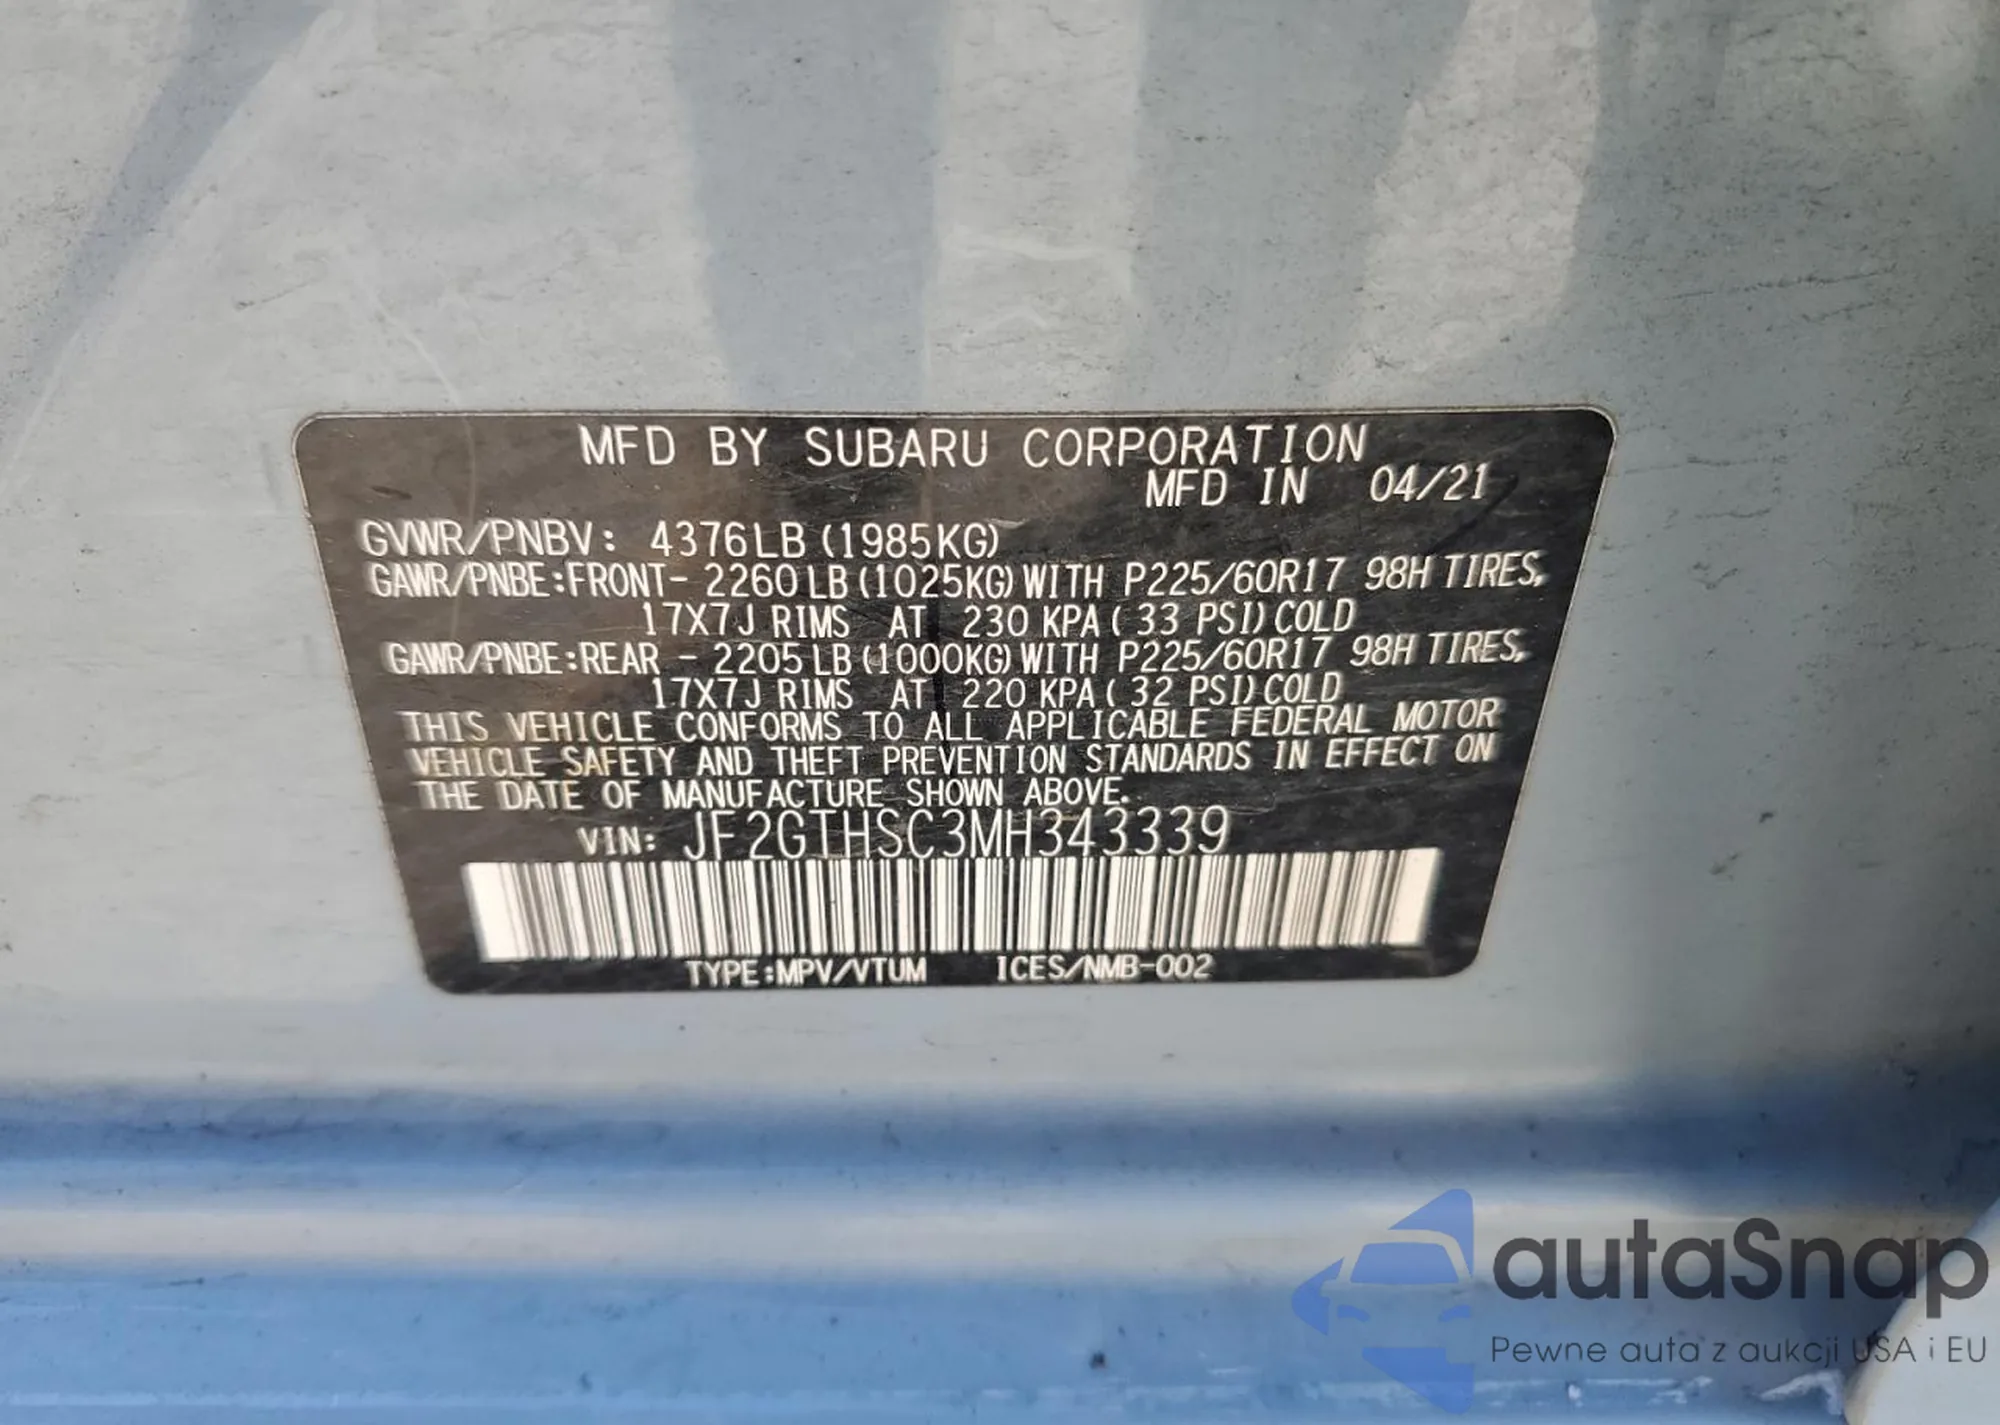 MFD BY SUBARU CORPORATION
MFD IN 04/21
GVWR/PNBV: 4376LB (1985KG)
GAWR/PNBE:FRONT- 2260LB (1025KG) WITH P225/60R17 98H TIRES,
17X7J RIMS AT 230 KPA ( 33 PSI) COLD
GAWR/PNBE:REAR - 2205LB (1000KG) WITH P225/60R17 98H TIRES,
17X7J RIMS AT 220 KPA ( 32 PSI) COLD
THIS VEHICLE CONFORMS TO ALL APPLICABLE FEDERAL MOTOR
VEHICLE SAFETY AND THEFT PREVENTION STANDARDS IN EFFECT ON
THE DATE OF MANUFACTURE SHOWN ABOVE.
VIN: JF2GTHSC3MH343339
TYPE:MPV/VTUM ICES/NMB-002
autaSnap
Pewne auta z aukcji USA i EU